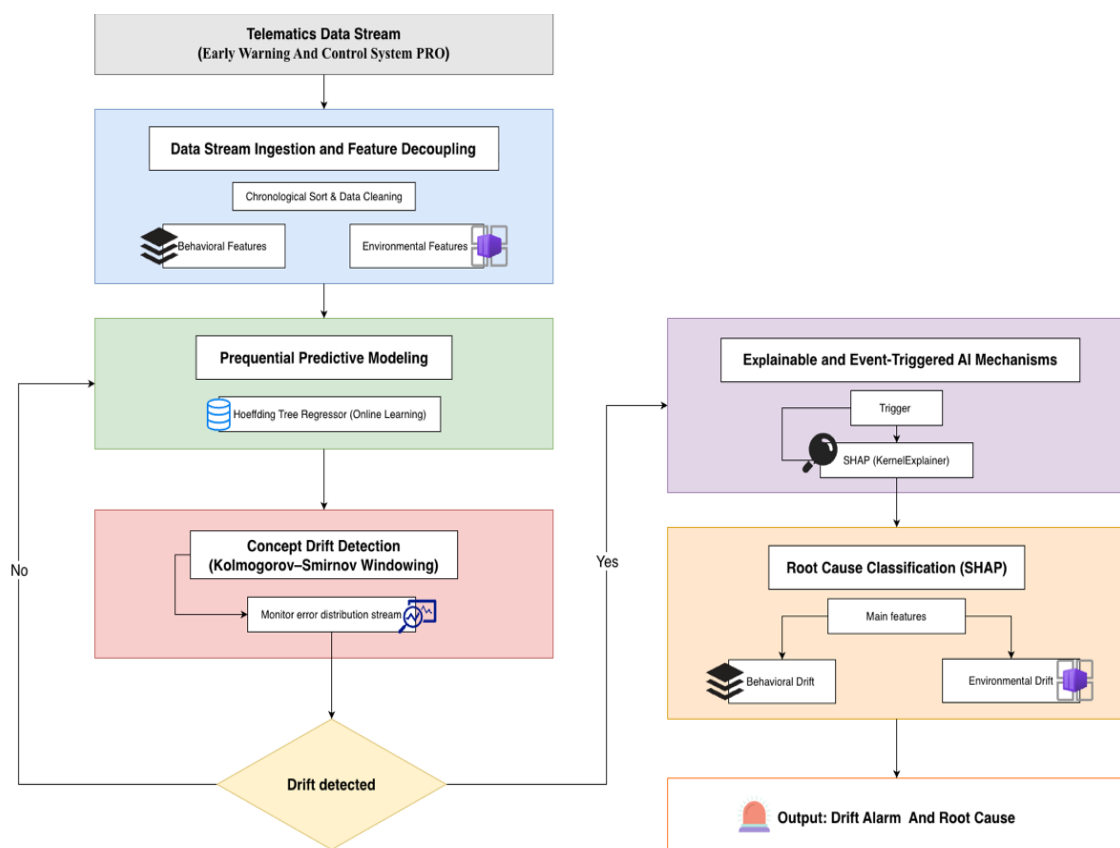 Telematics Data Stream
(Early Warning And Control System PRO)
Data Stream Ingestion and Feature Decoupling
Chronological Sort & Data Cleaning
Behavioral Features
Environmental Features
Prequential Predictive Modeling
Hoeffding Tree Regressor (Online Learning)
Concept Drift Detection
(Kolmogorov–Smirnov Windowing)
Monitor error distribution stream
No
Drift detected
Yes
Explainable and Event-Triggered AI Mechanisms
Trigger
SHAP (KernelExplainer)
Root Cause Classification (SHAP)
Main features
Behavioral Drift
Environmental Drift
Output: Drift Alarm And Root Cause